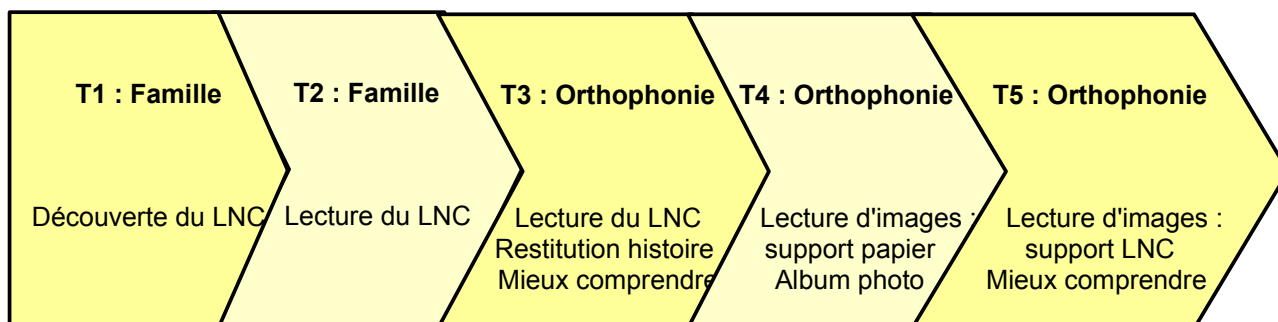 T1 : Famille
Découverte du LNC
T2 : Famille
Lecture du LNC
T3 : Orthophonie
Lecture du LNC
Restitution histoire
Mieux comprendre
T4 : Orthophonie
Lecture d'images :
support papier
Album photo
T5 : Orthophonie
Lecture d'images :
support LNC
Mieux comprendre